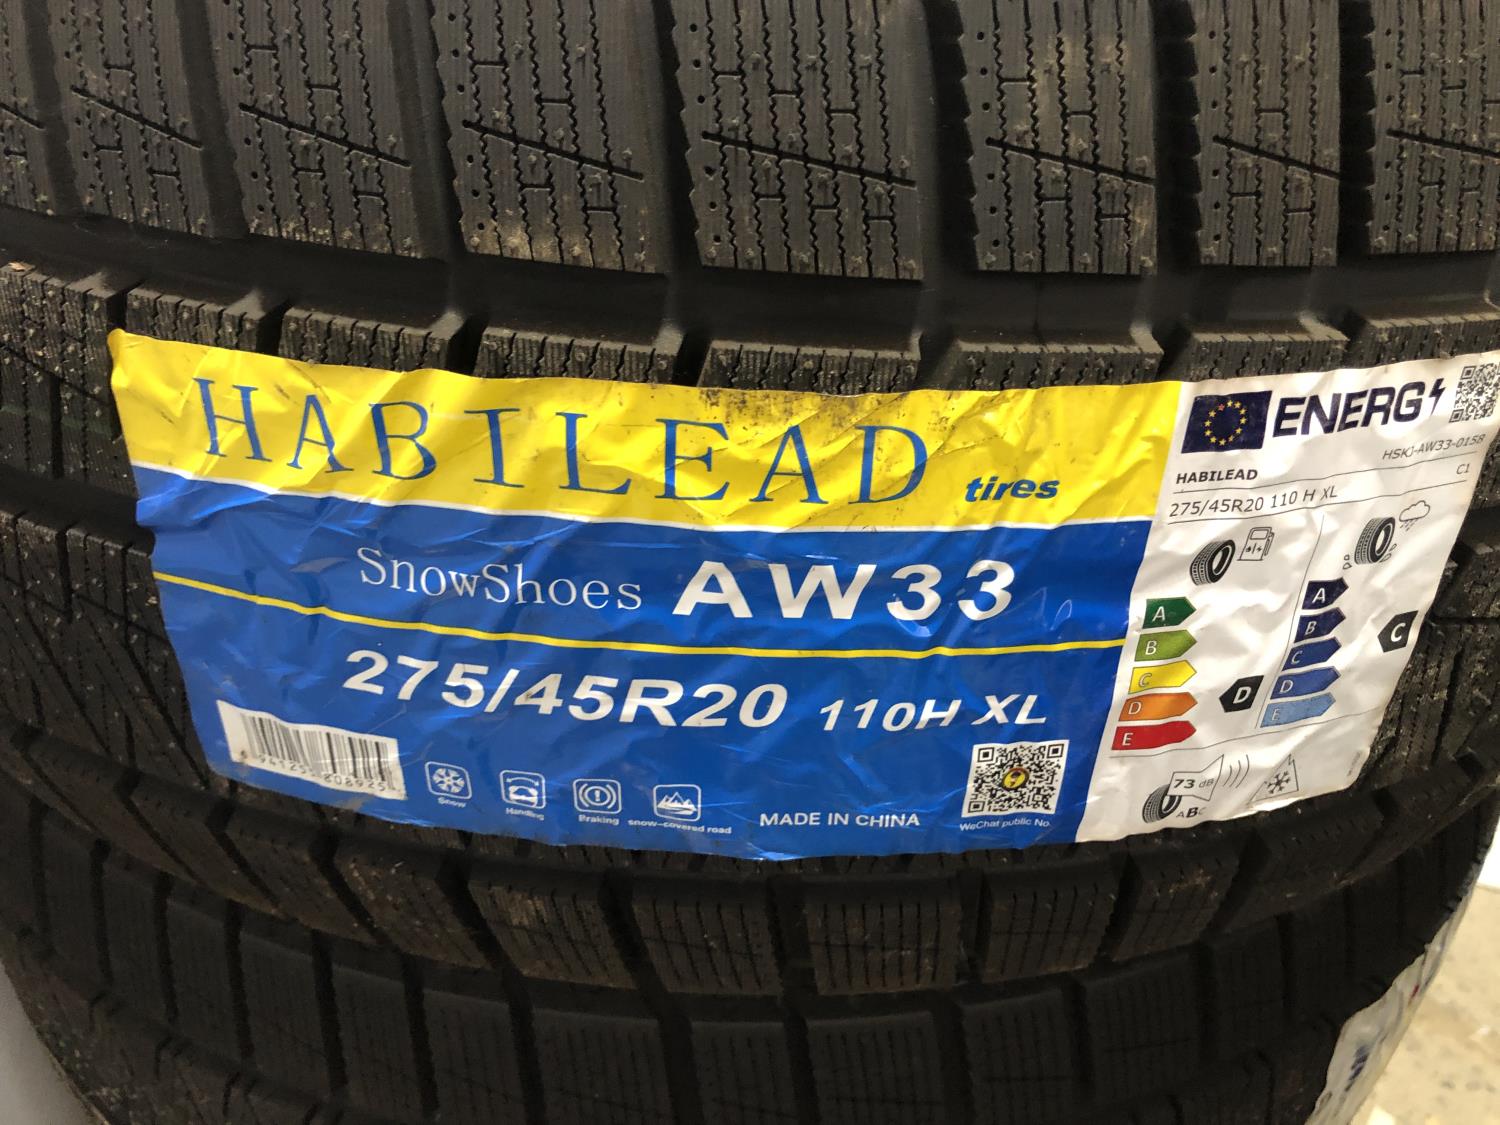 HABILEAD tires
SnowShoes AW33
275/45R20 110H XL
Snow
Handling
Braking
snow-covered road
MADE IN CHINA
WeChat public No.
ENERG
HSKJ-AW33-0158
HABILEAD
C1
275/45R20 110 H XL
A
B
C
D
E
D
A
B
C
D
E
C
73 dB
ABC